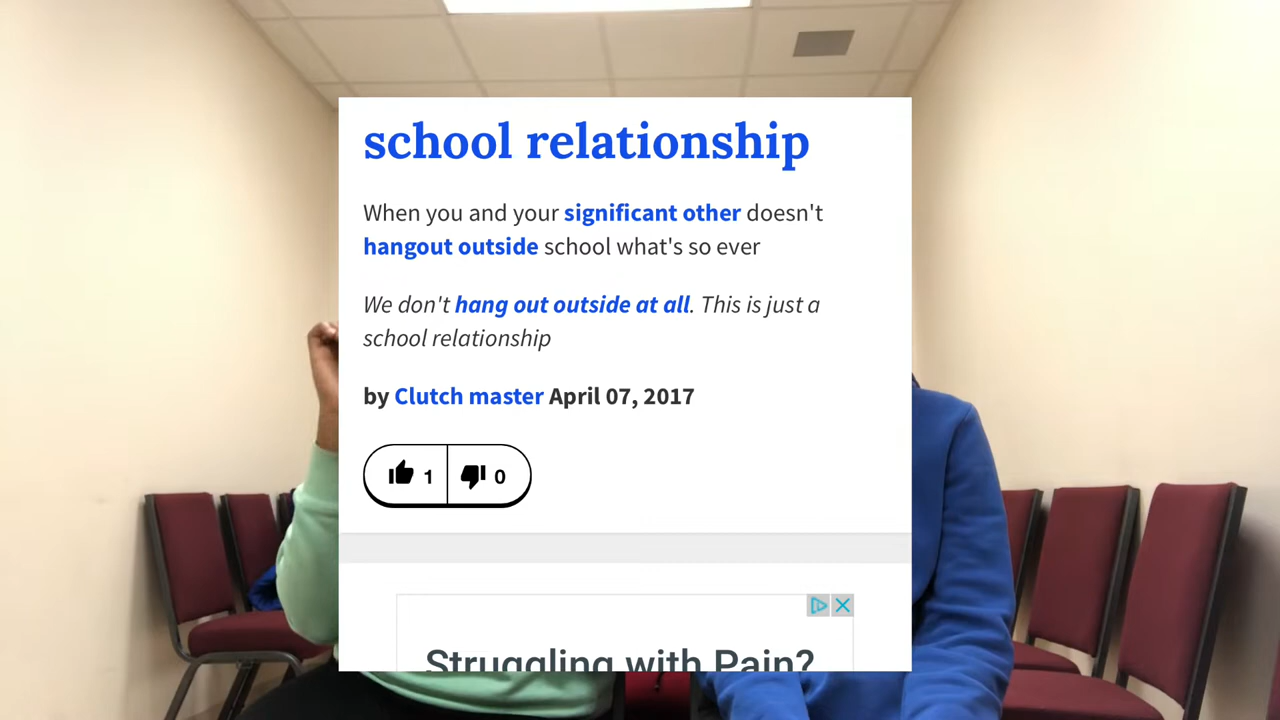 school relationship
When you and your significant other doesn't
hangout outside school what's so ever
We don't hang out outside at all. This is just a
school relationship
by Clutch master April 07, 2017
1 0
Struggling with Pain?